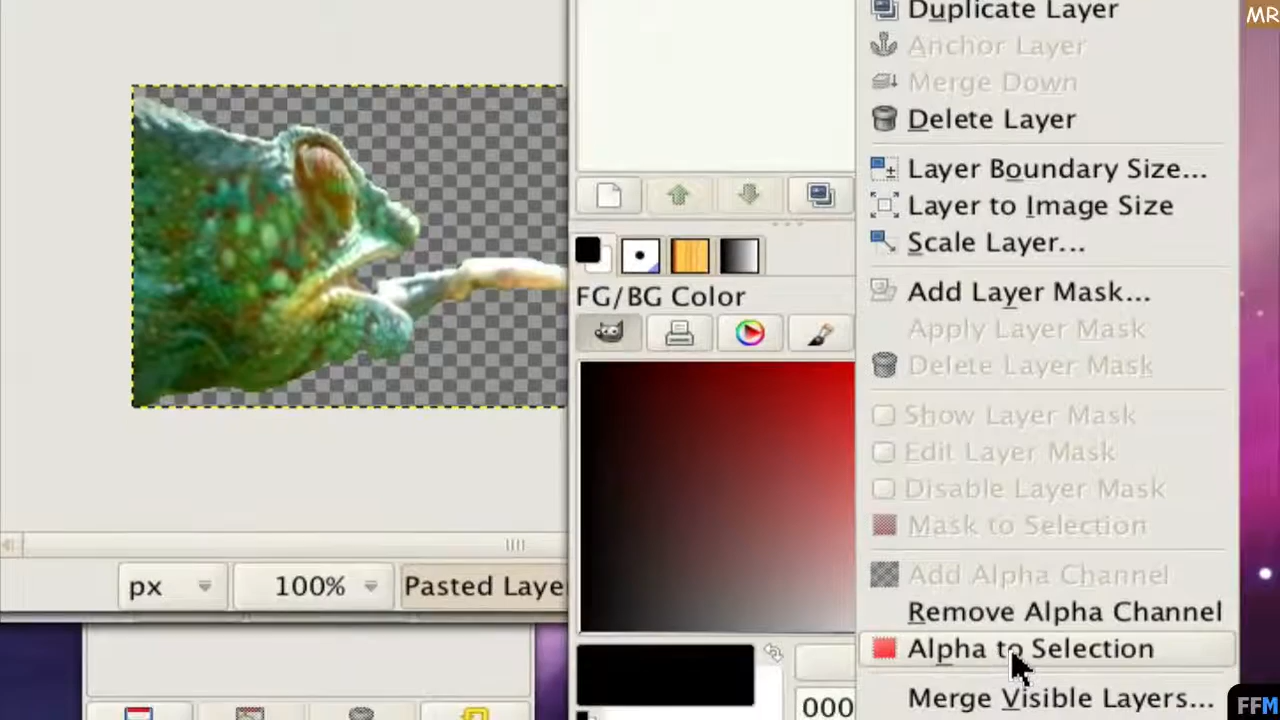 MR
Duplicate Layer
Anchor Layer
Merge Down
Delete Layer
Layer Boundary Size...
Layer to Image Size
Scale Layer...
Add Layer Mask...
Apply Layer Mask
Delete Layer Mask
Show Layer Mask
Edit Layer Mask
Disable Layer Mask
Mask to Selection
Add Alpha Channel
Remove Alpha Channel
Alpha to Selection
Merge Visible Layers...
FG/BG Color
px
100%
Pasted Laye
000
FFM